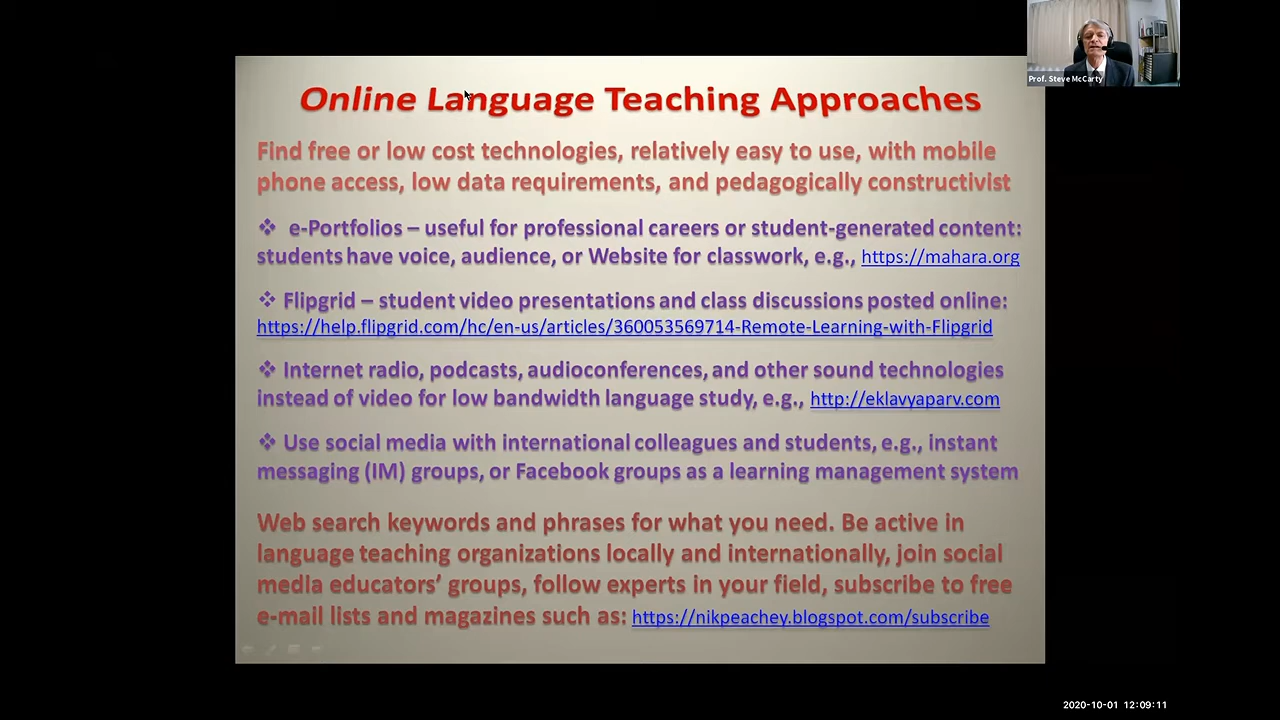 Prof. Steve McCarty
Online Language Teaching Approaches
Find free or low cost technologies, relatively easy to use, with mobile
phone access, low data requirements, and pedagogically constructivist
❖ e-Portfolios – useful for professional careers or student-generated content:
students have voice, audience, or Website for classwork, e.g., https://mahara.org
❖ Flipgrid – student video presentations and class discussions posted online:
https://help.flipgrid.com/hc/en-us/articles/360053569714-Remote-Learning-with-Flipgrid
❖ Internet radio, podcasts, audioconferences, and other sound technologies
instead of video for low bandwidth language study, e.g., http://eklavyaparv.com
❖ Use social media with international colleagues and students, e.g., instant
messaging (IM) groups, or Facebook groups as a learning management system
Web search keywords and phrases for what you need. Be active in
language teaching organizations locally and internationally, join social
media educators’ groups, follow experts in your field, subscribe to free
e-mail lists and magazines such as: https://nikpeachey.blogspot.com/subscribe
2020-10-01 12:09:11